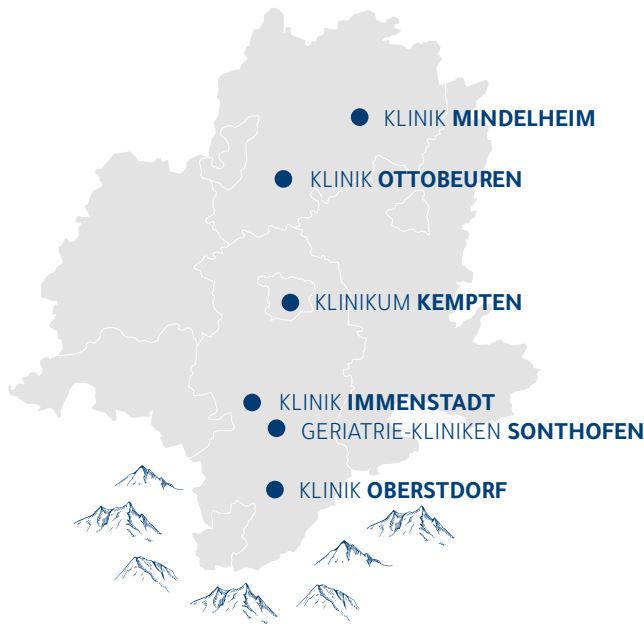 KLINIK MINDELHEIM
KLINIK OTTOBEUREN
KLINIKUM KEMPTEN
KLINIK IMMENSTADT
GERIATRIE-KLINIKEN SONTHOFEN
KLINIK OBERSTDORF